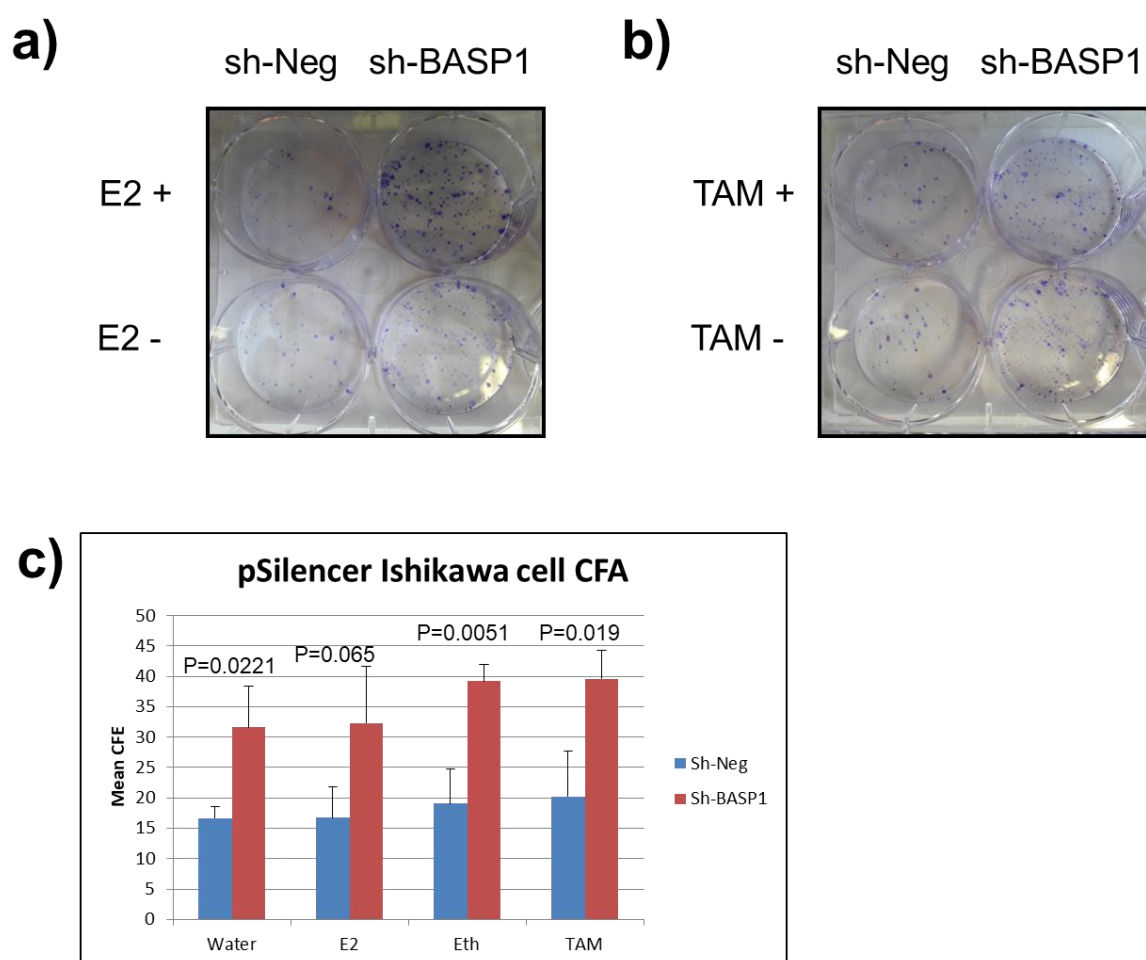 a)
sh-Neg sh-BASP1
E2 +
E2 -
b)
sh-Neg sh-BASP1
TAM +
TAM -
c)
pSilencer Ishikawa cell CFA
Mean CFE
50
45
40
35
30
25
20
15
10
5
0
P=0.0221
P=0.065
P=0.0051
P=0.019
Water E2 Eth TAM
Sh-Neg
Sh-BASP1